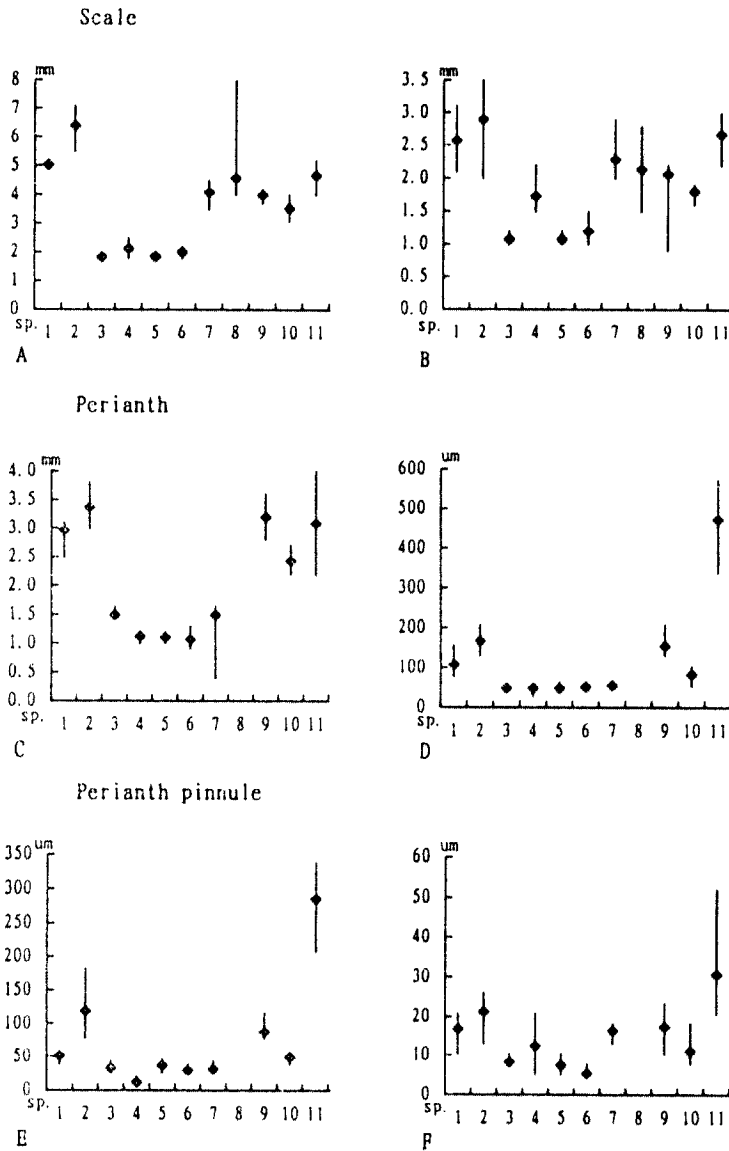 Scale
mm
8
7
6
5
4
3
2
1
0
sp. 1 2 3 4 5 6 7 8 9 10 11
A
mm
3.5
3.0
2.5
2.0
1.5
1.0
0.5
0.0
sp. 1 2 3 4 5 6 7 8 9 10 11
B
Perianth
mm
4.0
3.5
3.0
2.5
2.0
1.5
1.0
0.5
0.0
sp. 1 2 3 4 5 6 7 8 9 10 11
C
um
600
500
400
300
200
100
0
sp. 1 2 3 4 5 6 7 8 9 10 11
D
Perianth pinnule
um
350
300
250
200
150
100
50
0
sp. 1 2 3 4 5 6 7 8 9 10 11
E
um
60
50
40
30
20
10
0
sp. 1 2 3 4 5 6 7 8 9 10 11
F